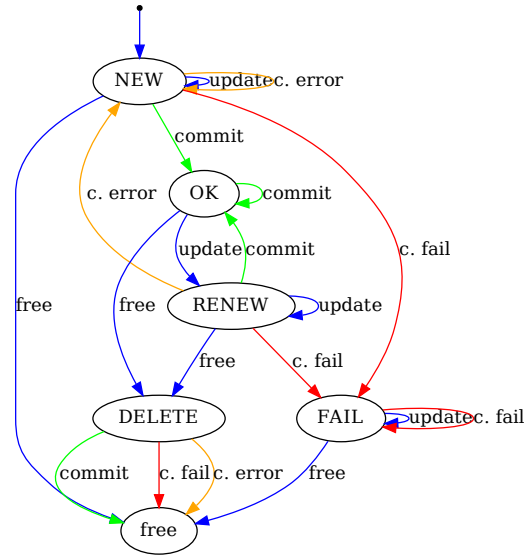 NEW
update
c. error
commit
c. error
OK
commit
c. fail
update
commit
free
free
RENEW
update
free
c. fail
DELETE
FAIL
update
c. fail
commit
c. fail
c. error
free
free